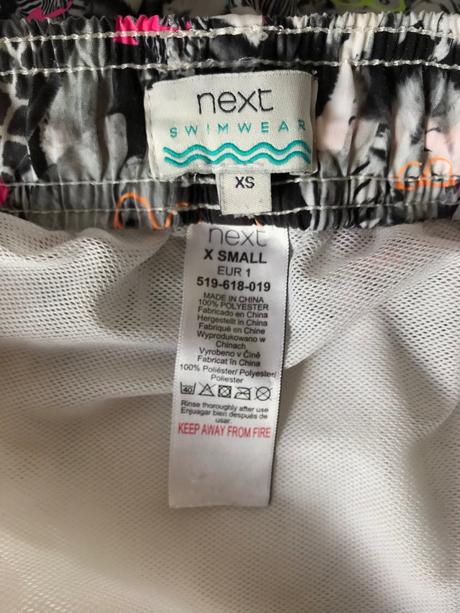 next
SWIMWEAR
XS
next
X SMALL
EUR 1
519-618-019
MADE IN CHINA
100% POLYESTER
Fabricado en China
Hergestellt in China
Fabriqué en Chine
Wyprodukowano w
Chinach
Vyrobeno v Čině
Fabricat în China
100% Poliéster/ Polyester/
Poliester
40
Rinse thoroughly after use
Enjuagar bien después de
usar.
KEEP AWAY FROM FIRE